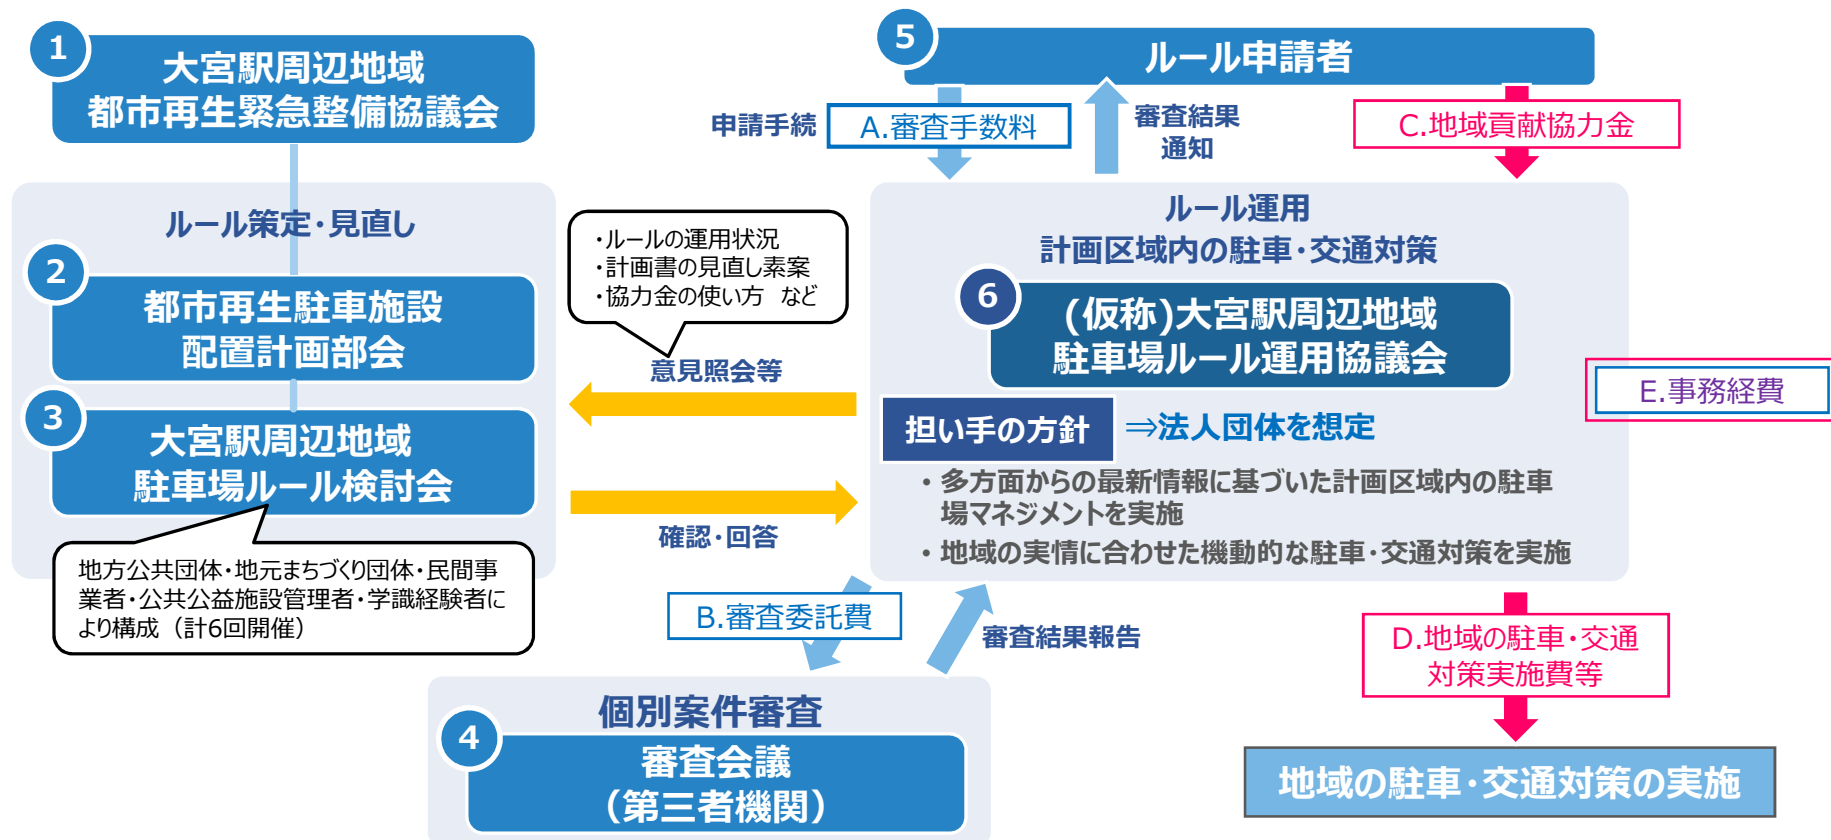 1
大宮駅周辺地域
都市再生緊急整備協議会
ルール策定・見直し
2
都市再生駐車施設
配置計画部会
3
大宮駅周辺地域
駐車場ルール検討会
地方公共団体・地元まちづくり団体・民間事
業者・公共公益施設管理者・学識経験者に
より構成（計6回開催）
・ルールの運用状況
・計画書の見直し素案
・協力金の使い方　など
意見照会等
確認・回答
5
ルール申請者
申請手続
A.審査手数料
審査結果
通知
C.地域貢献協力金
ルール運用
計画区域内の駐車・交通対策
6
(仮称)大宮駅周辺地域
駐車場ルール運用協議会
担い手の方針
⇒法人団体を想定
・多方面からの最新情報に基づいた計画区域内の駐車
場マネジメントを実施
・地域の実情に合わせた機動的な駐車・交通対策を実施
E.事務経費
B.審査委託費
審査結果報告
個別案件審査
4
審査会議
（第三者機関）
D.地域の駐車・交通
対策実施費等
地域の駐車・交通対策の実施